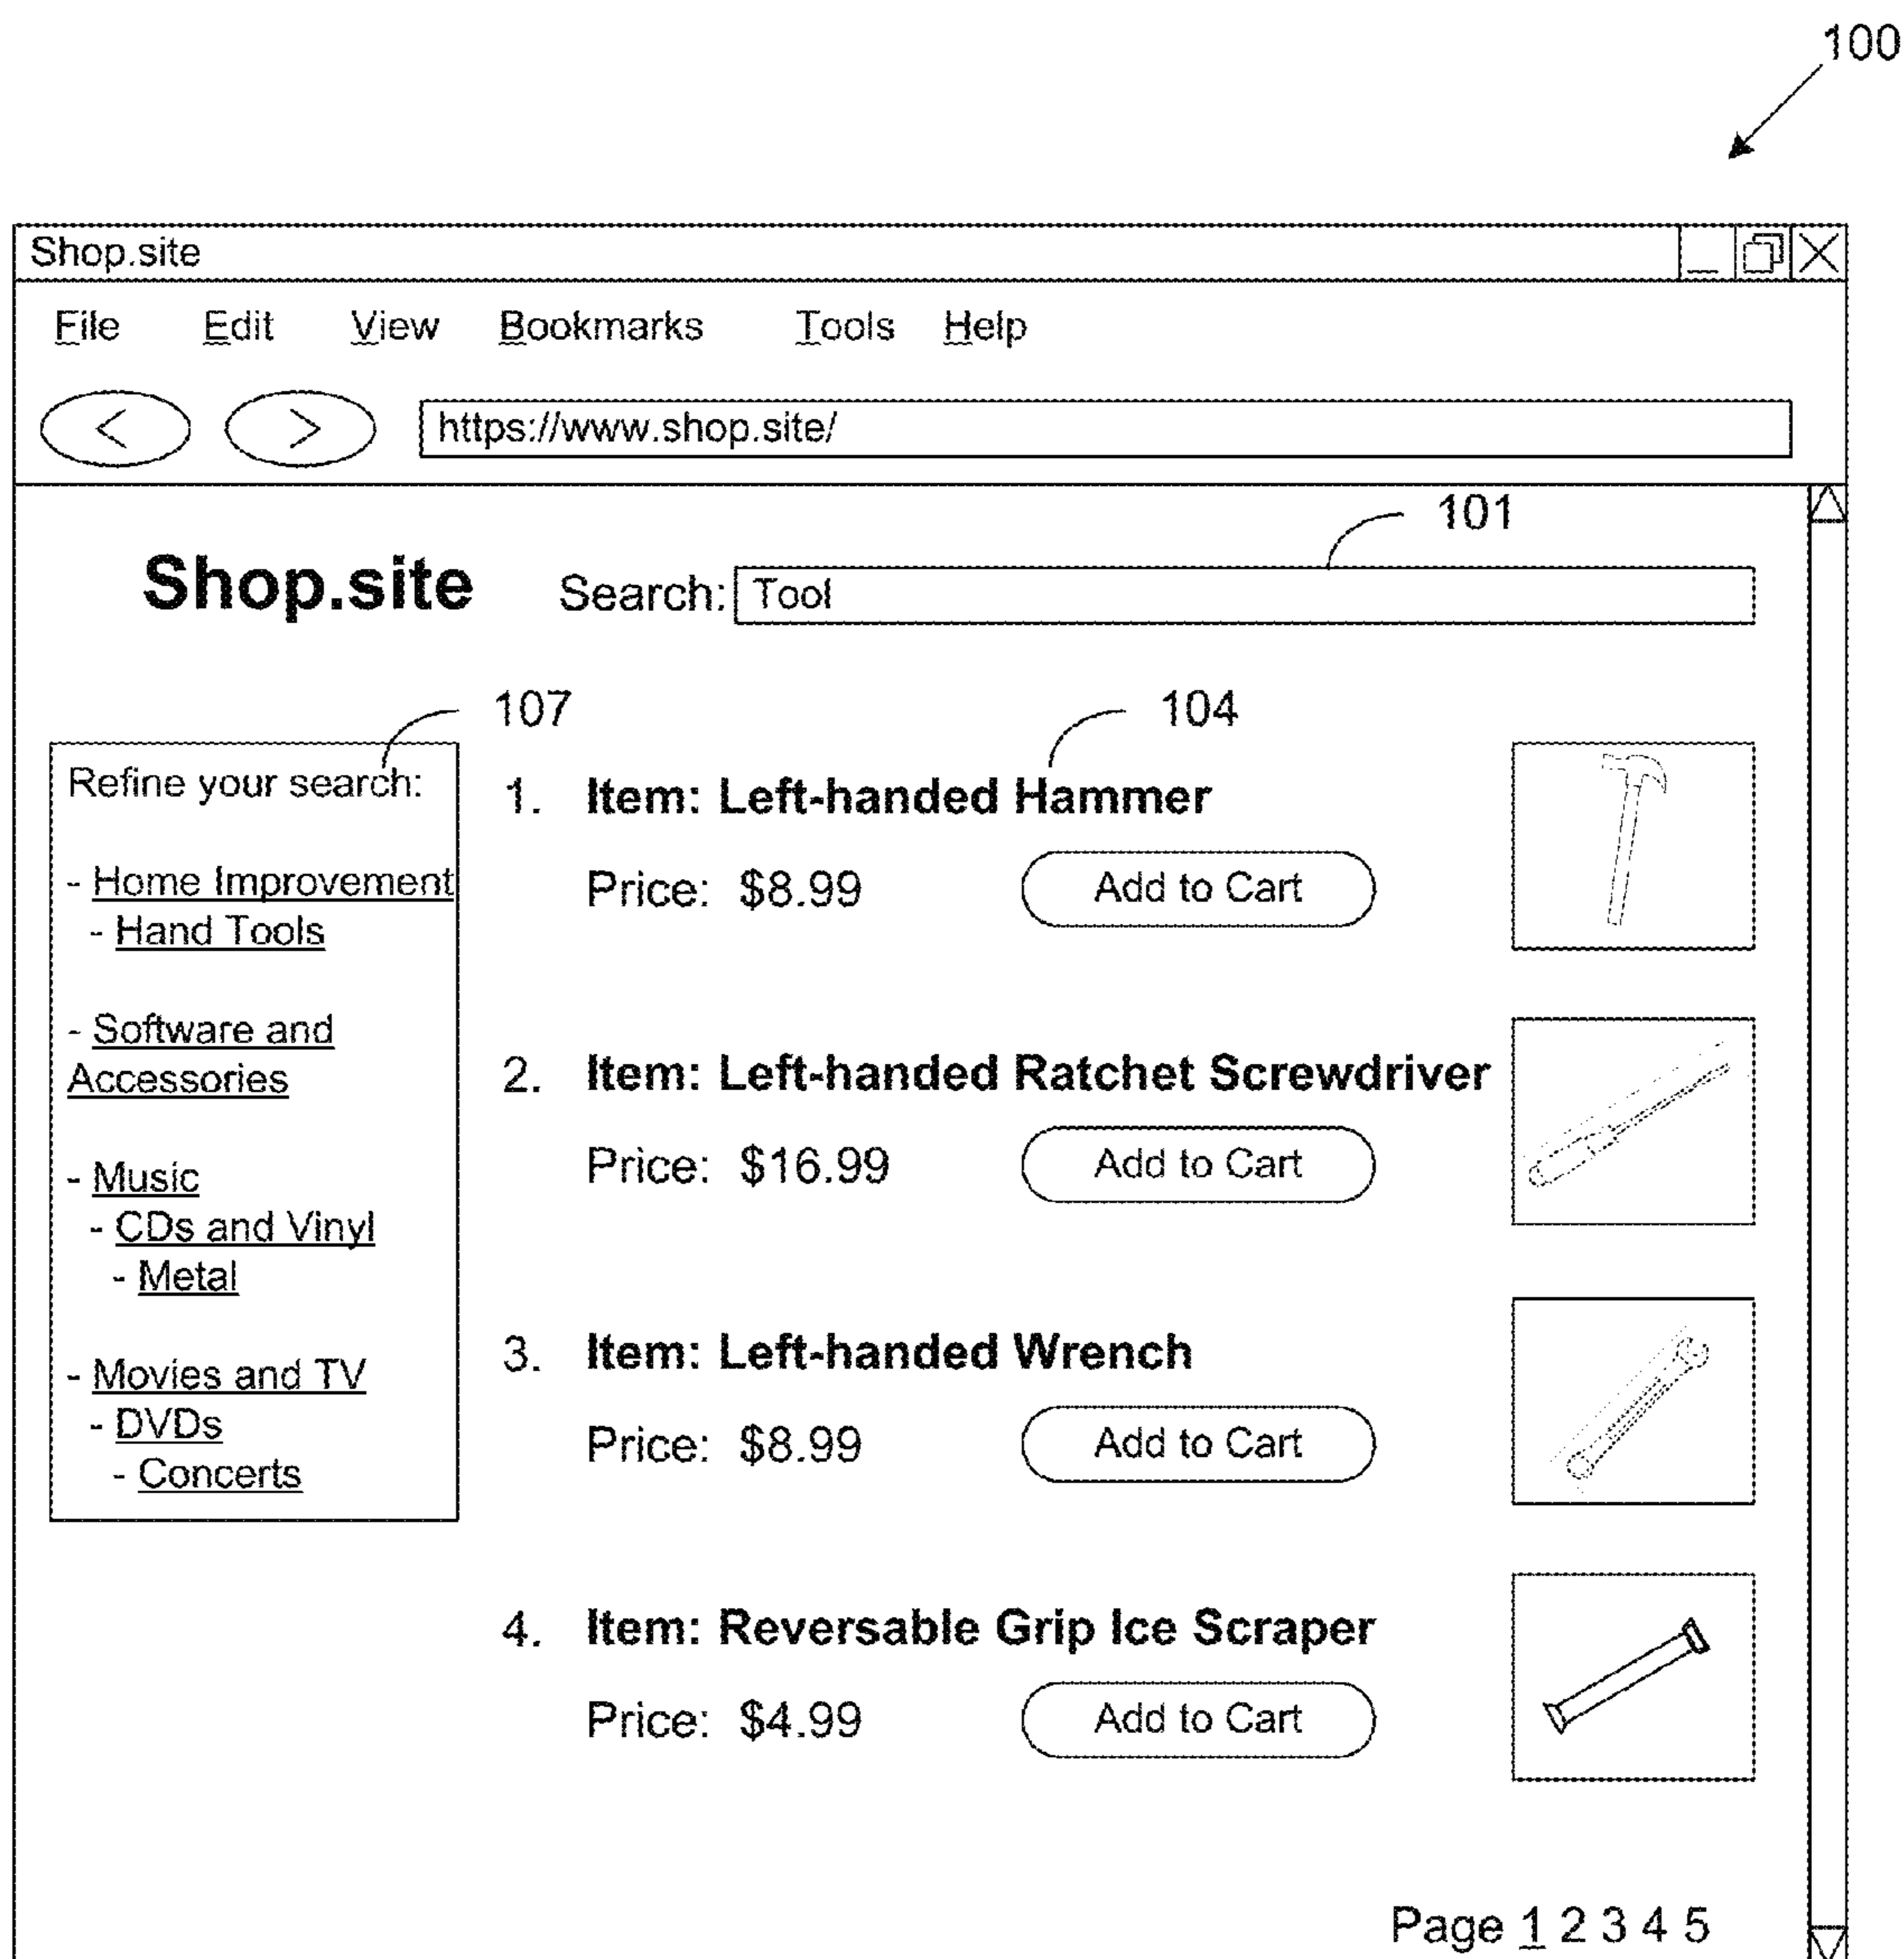 100
Shop.site
File Edit View Bookmarks Tools Help
< > https://www.shop.site/
101
Shop.site Search: Tool
107
104
Refine your search:
- Home Improvement
- Hand Tools
- Software and
Accessories
- Music
- CDs and Vinyl
- Metal
- Movies and TV
- DVDs
- Concerts
1. Item: Left-handed Hammer
Price: $8.99 Add to Cart
2. Item: Left-handed Ratchet Screwdriver
Price: $16.99 Add to Cart
3. Item: Left-handed Wrench
Price: $8.99 Add to Cart
4. Item: Reversable Grip Ice Scraper
Price: $4.99 Add to Cart
Page 1 2 3 4 5